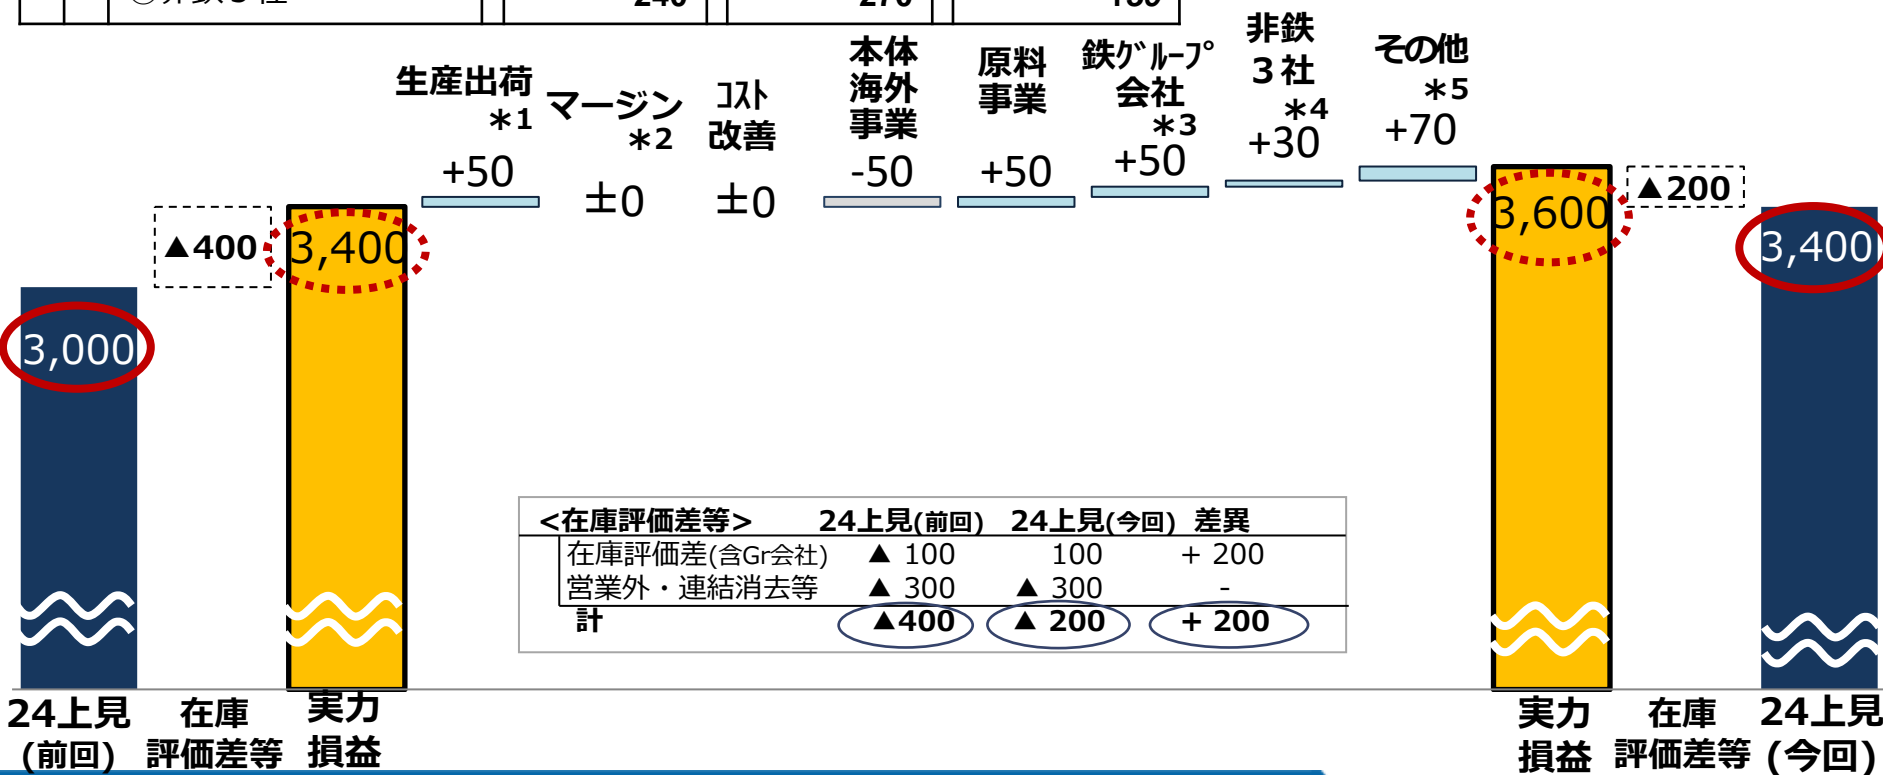 生産出荷
*1
+50
マージン
*2
±0
ｺｽﾄ
改善
±0
本体
海外
事業
-50
原料
事業
+50
鉄ｸﾞﾙｰﾌﾟ
会社
*3
+50
非鉄
３社
*4
+30
その他
*5
+70
3,000
▲400
3,400
3,600
▲200
3,400
<在庫評価差等> 24上見(前回) 24上見(今回) 差異
在庫評価差(含Gr会社) ▲ 100 100 + 200
営業外・連結消去等 ▲ 300 ▲ 300 -
計 ▲400 ▲ 200 + 200
24上見
(前回)
在庫
評価差等
実力
損益
実力
損益
在庫
評価差等
24上見
(今回)